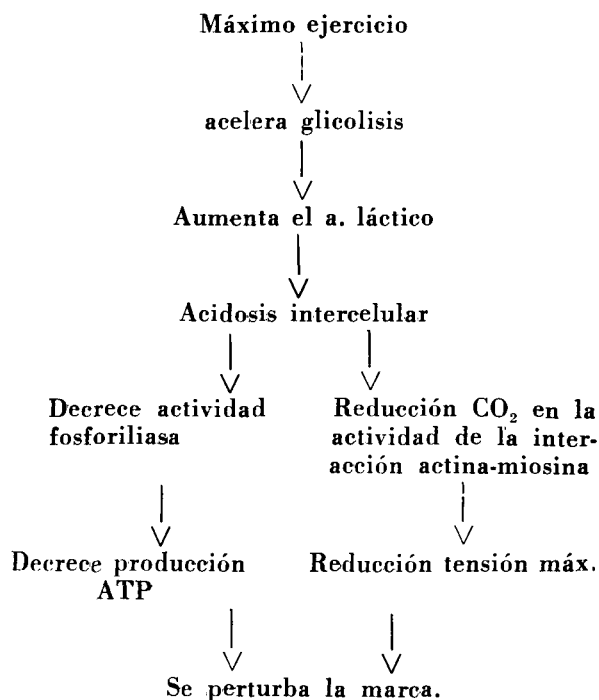 Máximo ejercicio
acelera glicolisis
Aumenta el a. láctico
Acidosis intercelular
Decrece actividad
fosforiliasa
Reducción CO₂ en la
actividad de la inter-
acción actina-miosina
Decrece producción
ATP
Reducción tensión máx.
Se perturba la marca.